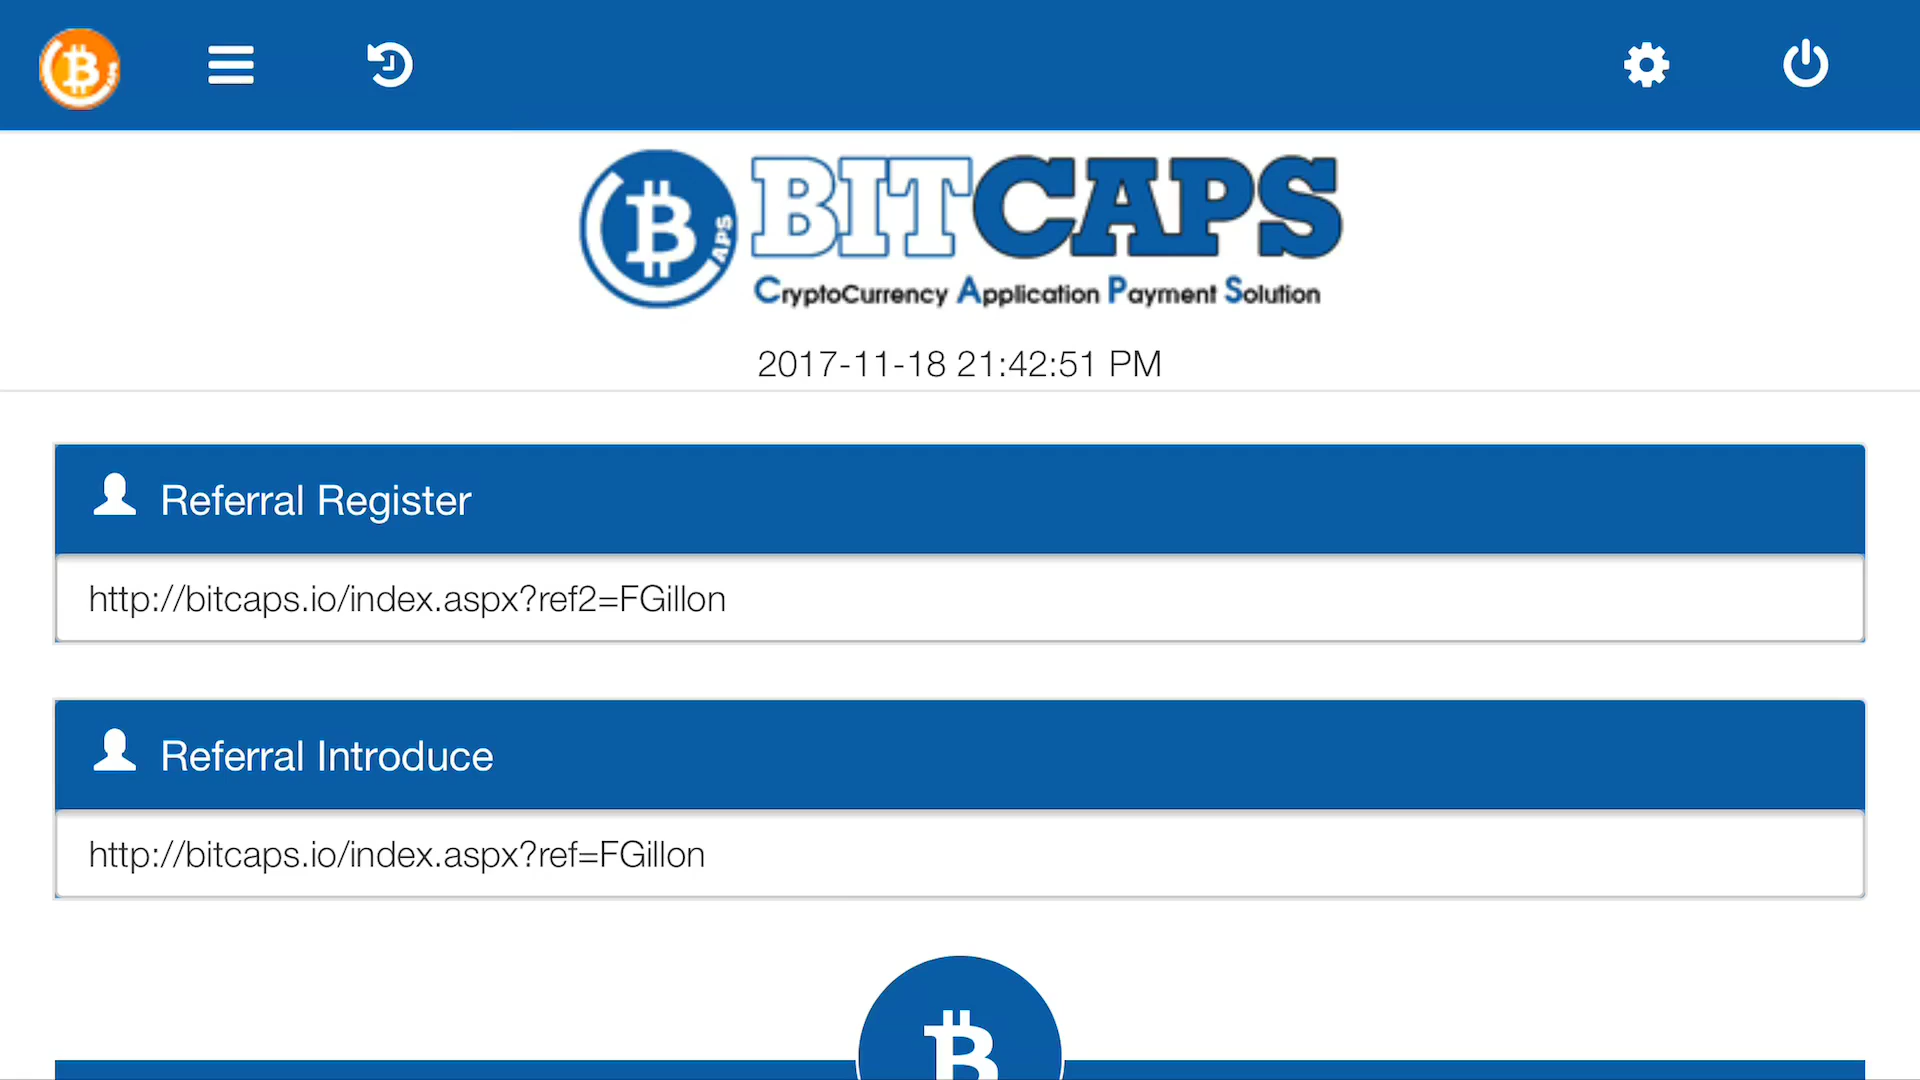 BITCAPS
APS
CryptoCurrency Application Payment Solution
2017-11-18 21:42:51 PM
Referral Register
http://bitcaps.io/index.aspx?ref2=FGillon
Referral Introduce
http://bitcaps.io/index.aspx?ref=FGillon